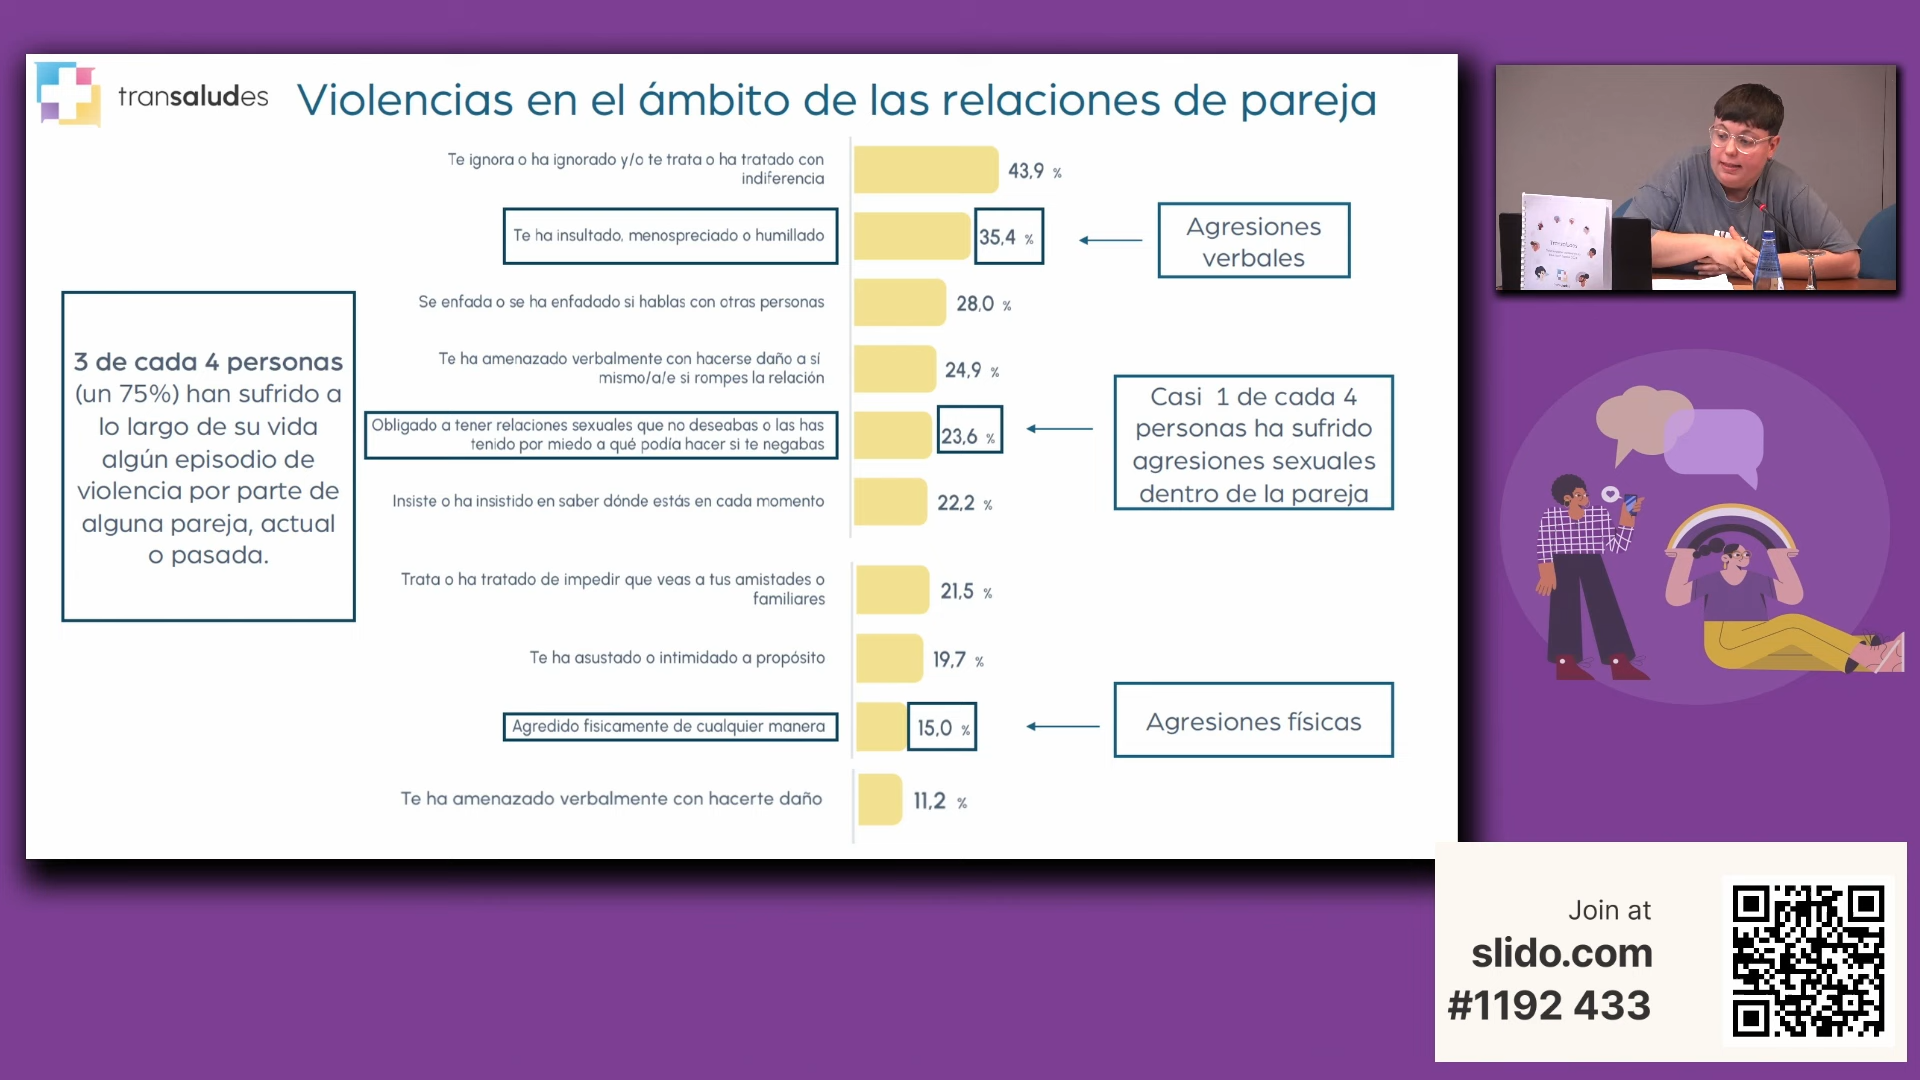 transaludes
Violencias en el ámbito de las relaciones de pareja
3 de cada 4 personas
(un 75%) han sufrido a
lo largo de su vida
algún episodio de
violencia por parte de
alguna pareja, actual
o pasada.
Te ignora o ha ignorado y/o te trata o ha tratado con
indiferencia
43,9 %
Te ha insultado, menospreciado o humillado
35,4 %
Agresiones
verbales
Se enfada o se ha enfadado si hablas con otras personas
28,0 %
Te ha amenazado verbalmente con hacerse daño a sí
mismo/a/e si rompes la relación
24,9 %
Obligado a tener relaciones sexuales que no deseabas o las has
tenido por miedo a qué podía hacer si te negabas
23,6 %
Casi 1 de cada 4
personas ha sufrido
agresiones sexuales
dentro de la pareja
Insiste o ha insistido en saber dónde estás en cada momento
22,2 %
Trata o ha tratado de impedir que veas a tus amistades o
familiares
21,5 %
Te ha asustado o intimidado a propósito
19,7 %
Agredido fisicamente de cualquier manera
15,0 %
Agresiones físicas
Te ha amenazado verbalmente con hacerte daño
11,2 %
Join at
slido.com
#1192 433